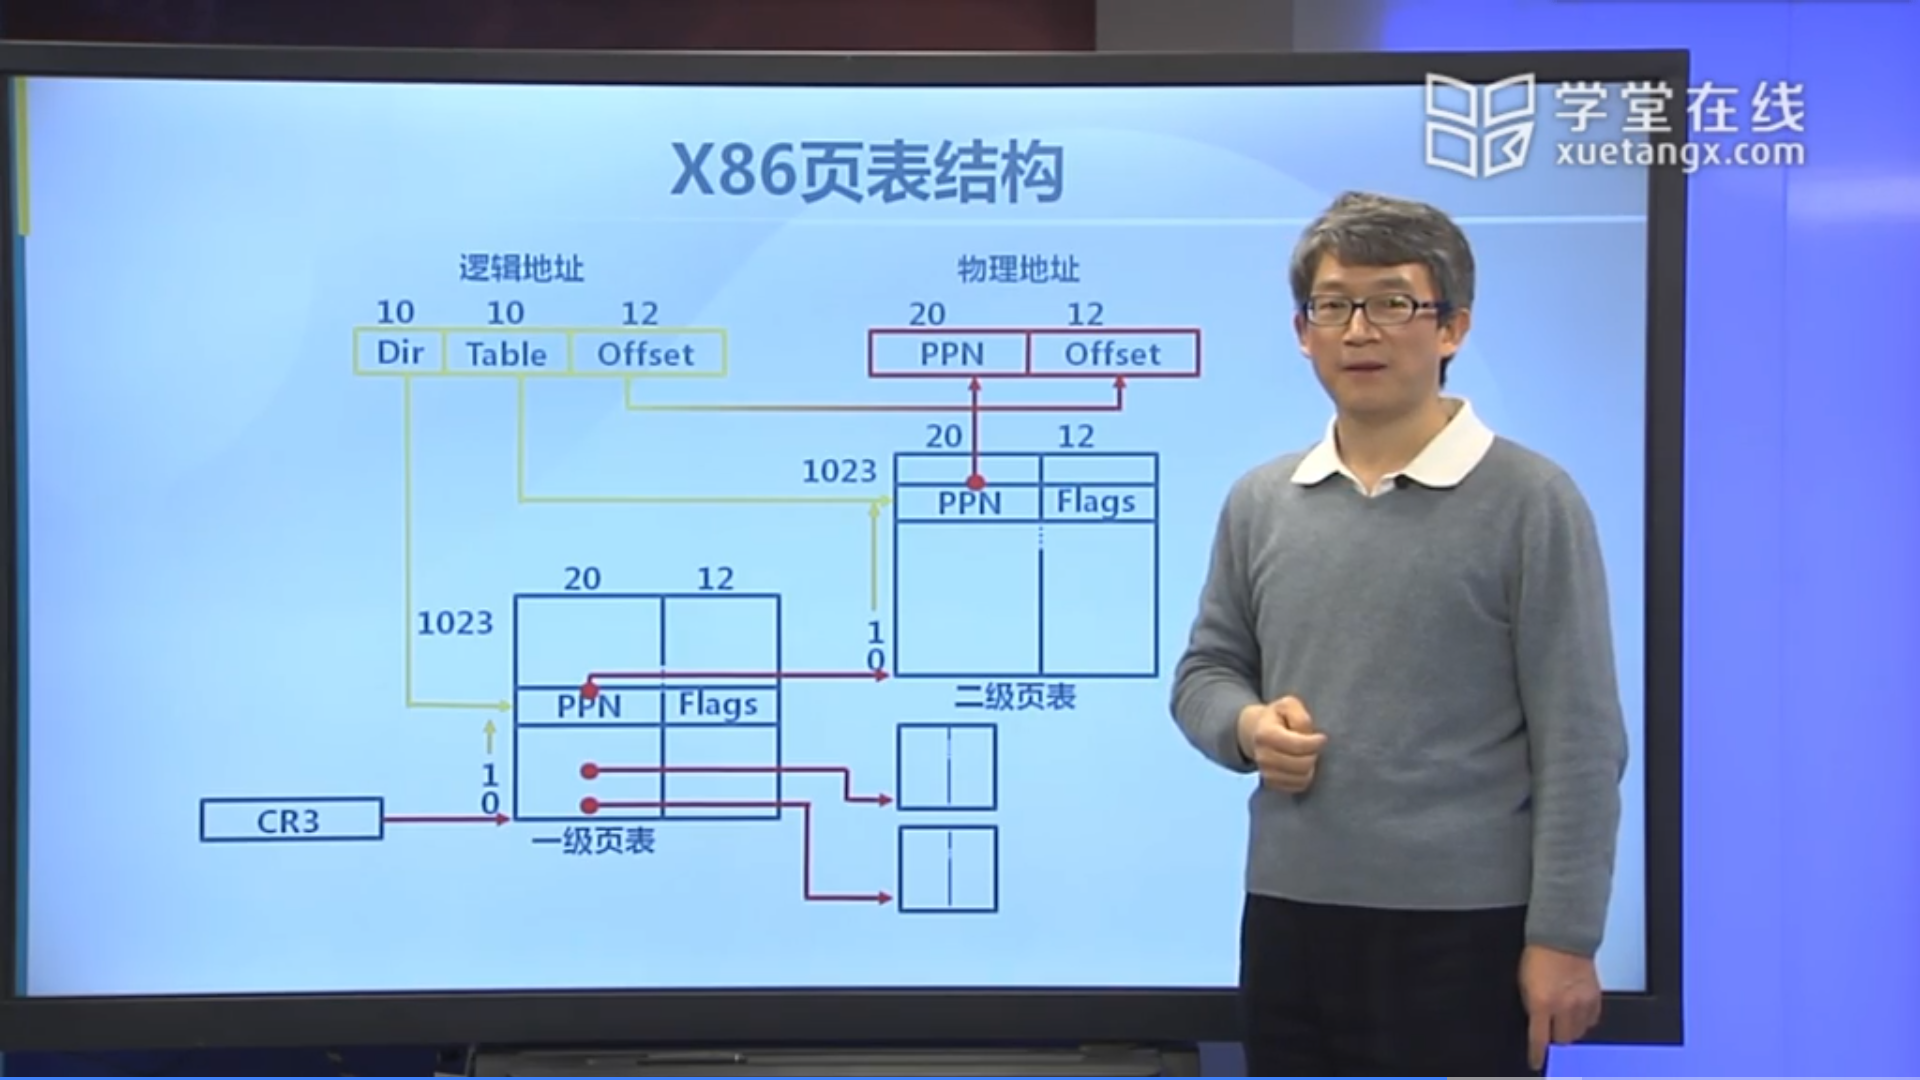 学堂在线
xuetangx.com
X86页表结构
逻辑地址
物理地址
10 10 12
20 12
Dir Table Offset
PPN Offset
20 12
1023
PPN Flags
20 12
1023
1
0
二级页表
PPN Flags
1
0
CR3
一级页表